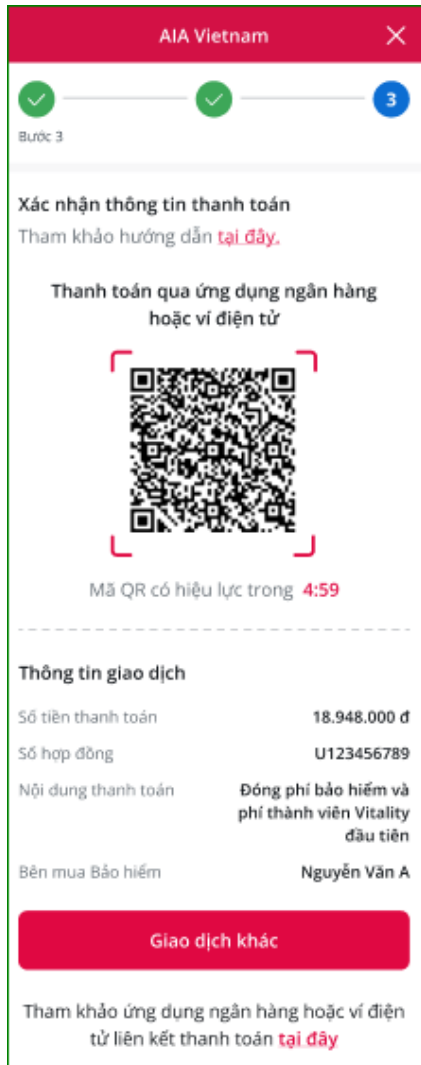 AIA Vietnam
3
Bước 3
Xác nhận thông tin thanh toán
Tham khảo hướng dẫn tại đây.
Thanh toán qua ứng dụng ngân hàng
hoặc ví điện tử
Mã QR có hiệu lực trong 4:59
Thông tin giao dịch
Số tiền thanh toán 18.948.000 đ
Số hợp đồng U123456789
Nội dung thanh toán Đóng phí bảo hiểm và
phí thành viên Vitality
đầu tiên
Bên mua Bảo hiểm Nguyễn Văn A
Giao dịch khác
Tham khảo ứng dụng ngân hàng hoặc ví điện
tử liên kết thanh toán tại đây